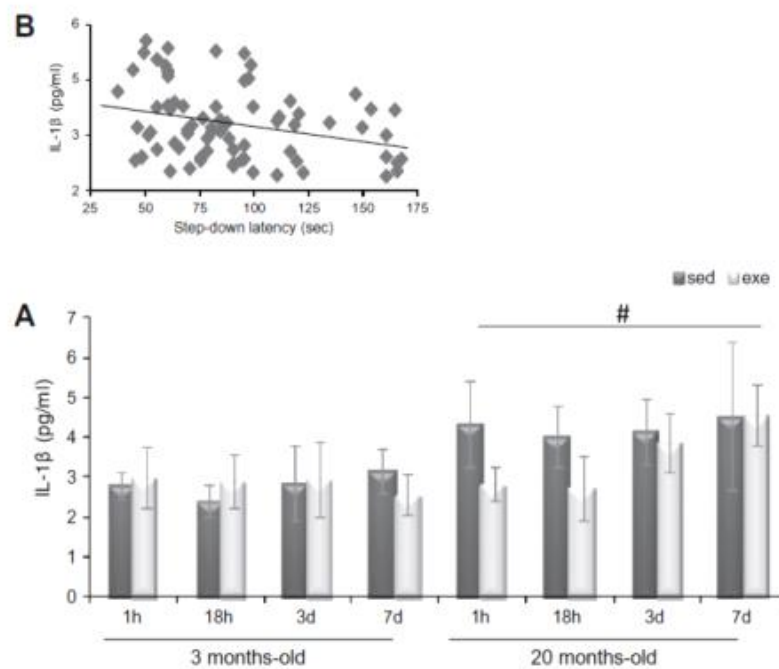 B
6
5
3
2
IL-1β (pg/ml)
25 50 75 100 125 150 175
Step-down latency (sec)
sed exe
A
#
7
6
5
4
3
2
1
0
IL-1β (pg/ml)
1h 18h 3d 7d 1h 18h 3d 7d
3 months-old 20 months-old